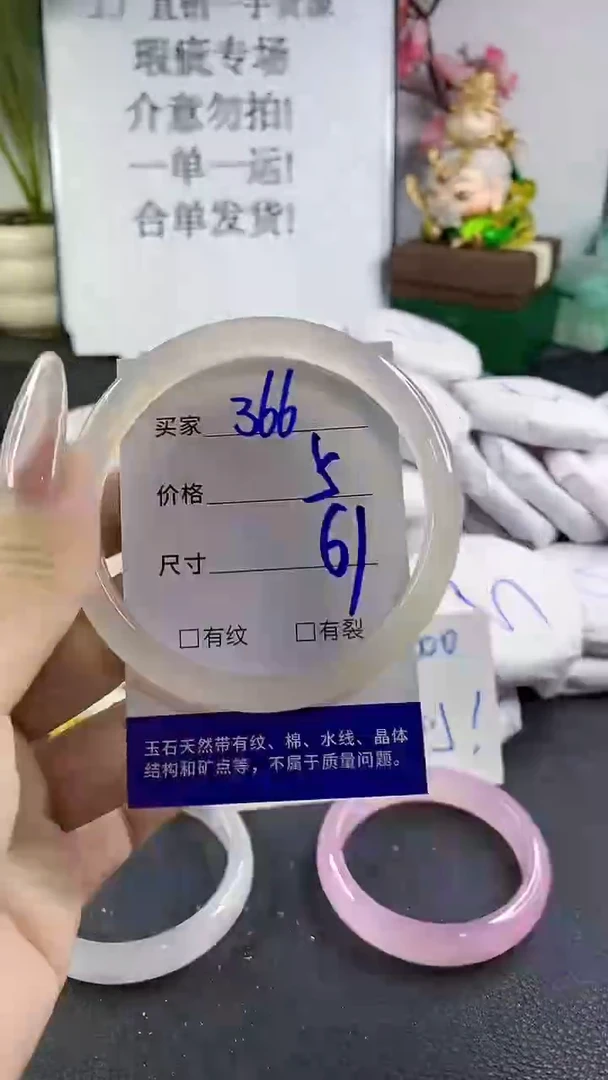 工厂直销一手货源
瑕疵专场
介意勿拍!
一单一运!
合单发货!
买家 366
价格 5
尺寸 61
□有纹 □有裂
玉石天然带有纹、棉、水线、晶体
结构和矿点等，不属于质量问题。